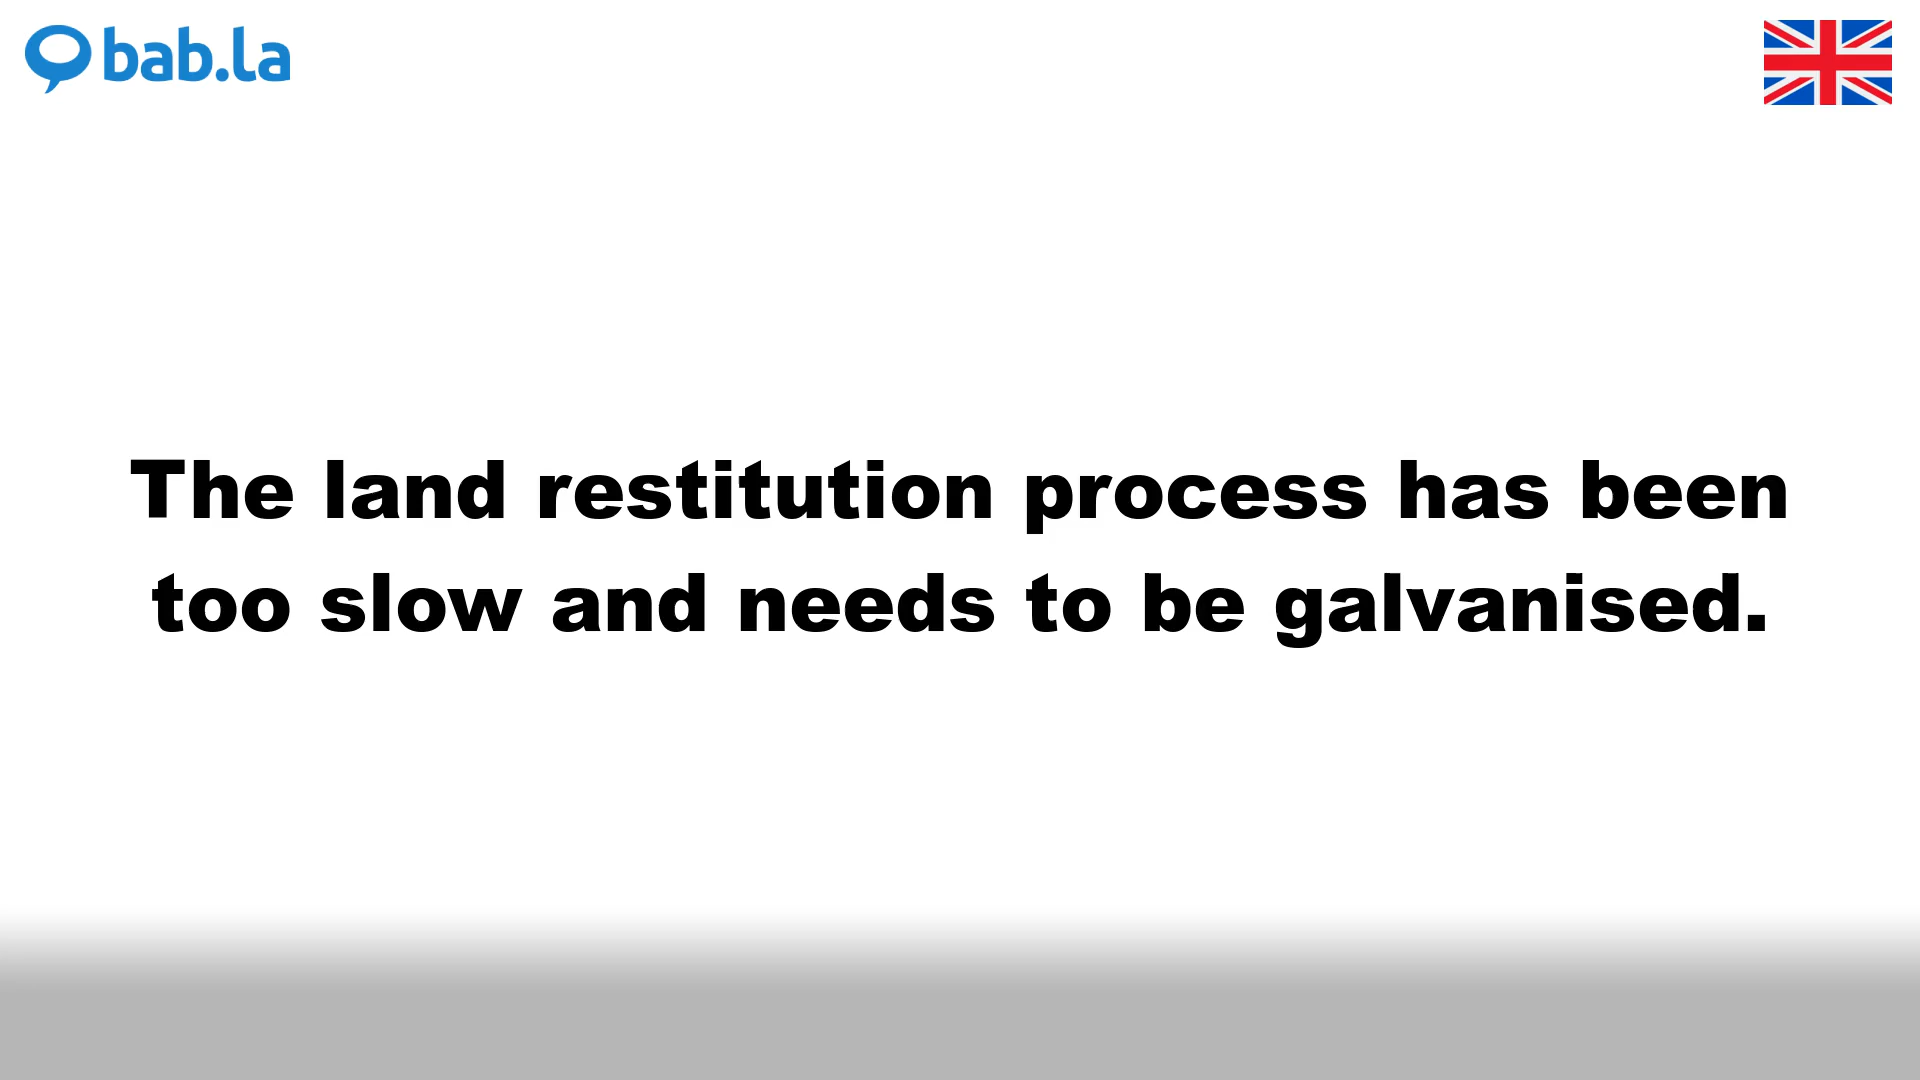 bab.la
The land restitution process has been
too slow and needs to be galvanised.